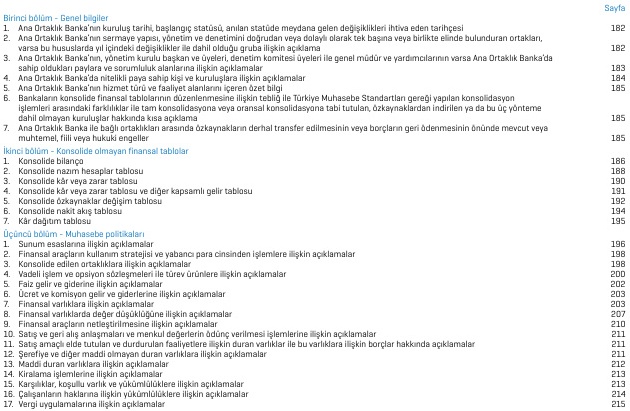 Sayfa
Birinci bölüm - Genel bilgiler
1. Ana Ortaklık Banka'nın kuruluş tarihi, başlangıç statüsü, anılan statüde meydana gelen değişiklikleri ihtiva eden tarihçesi 182
2. Ana Ortaklık Banka'nın sermaye yapısı, yönetim ve denetimini doğrudan veya dolaylı olarak tek başına veya birlikte elinde bulunduran ortakları,
varsa bu hususlarda yıl içindeki değişiklikler ile dahil olduğu gruba ilişkin açıklama 182
3. Ana Ortaklık Banka'nın, yönetim kurulu başkan ve üyeleri, denetim komitesi üyeleri ile genel müdür ve yardımcılarının varsa Ana Ortaklık Banka'da
sahip oldukları paylara ve sorumluluk alanlarına ilişkin açıklamalar 183
4. Ana Ortaklık Banka'da nitelikli paya sahip kişi ve kuruluşlara ilişkin açıklamalar 184
5. Ana Ortaklık Banka'nın hizmet türü ve faaliyet alanlarını içeren özet bilgi 185
6. Bankaların konsolide finansal tablolarının düzenlenmesine ilişkin tebliğ ile Türkiye Muhasebe Standartları gereği yapılan konsolidasyon
işlemleri arasındaki farklılıklar ile tam konsolidasyona veya oransal konsolidasyona tabi tutulan, özkaynaklardan indirilen ya da bu üç yönteme
dahil olmayan kuruluşlar hakkında kısa açıklama 185
7. Ana Ortaklık Banka ile bağlı ortaklıkları arasında özkaynakların derhal transfer edilmesinin veya borçların geri ödenmesinin önünde mevcut veya
muhtemel, fiili veya hukuki engeller 185
İkinci bölüm - Konsolide olmayan finansal tablolar
1. Konsolide bilanço 186
2. Konsolide nazım hesaplar tablosu 188
3. Konsolide kâr veya zarar tablosu 190
4. Konsolide kâr veya zarar tablosu ve diğer kapsamlı gelir tablosu 191
5. Konsolide özkaynaklar değişim tablosu 192
6. Konsolide nakit akış tablosu 194
7. Kâr dağıtım tablosu 195
Üçüncü bölüm - Muhasebe politikaları
1. Sunum esaslarına ilişkin açıklamalar 196
2. Finansal araçların kullanım stratejisi ve yabancı para cinsinden işlemlere ilişkin açıklamalar 198
3. Konsolide edilen ortaklıklara ilişkin açıklamalar 198
4. Vadeli işlem ve opsiyon sözleşmeleri ile türev ürünlere ilişkin açıklamalar 200
5. Faiz gelir ve giderine ilişkin açıklamalar 202
6. Ücret ve komisyon gelir ve giderlerine ilişkin açıklamalar 203
7. Finansal varlıklara ilişkin açıklamalar 203
8. Finansal varlıklarda değer düşüklüğüne ilişkin açıklamalar 207
9. Finansal araçların netleştirilmesine ilişkin açıklamalar 210
10. Satış ve geri alış anlaşmaları ve menkul değerlerin ödünç verilmesi işlemlerine ilişkin açıklamalar 211
11. Satış amaçlı elde tutulan ve durdurulan faaliyetlere ilişkin duran varlıklar ile bu varlıklara ilişkin borçlar hakkında açıklamalar 211
12. Şerefiye ve diğer maddi olmayan duran varlıklara ilişkin açıklamalar 211
13. Maddi duran varlıklara ilişkin açıklamalar 212
14. Kiralama işlemlerine ilişkin açıklamalar 213
15. Karşılıklar, koşullu varlık ve yükümlülüklere ilişkin açıklamalar 213
16. Çalışanların haklarına ilişkin yükümlülüklere ilişkin açıklamalar 214
17. Vergi uygulamalarına ilişkin açıklamalar 215